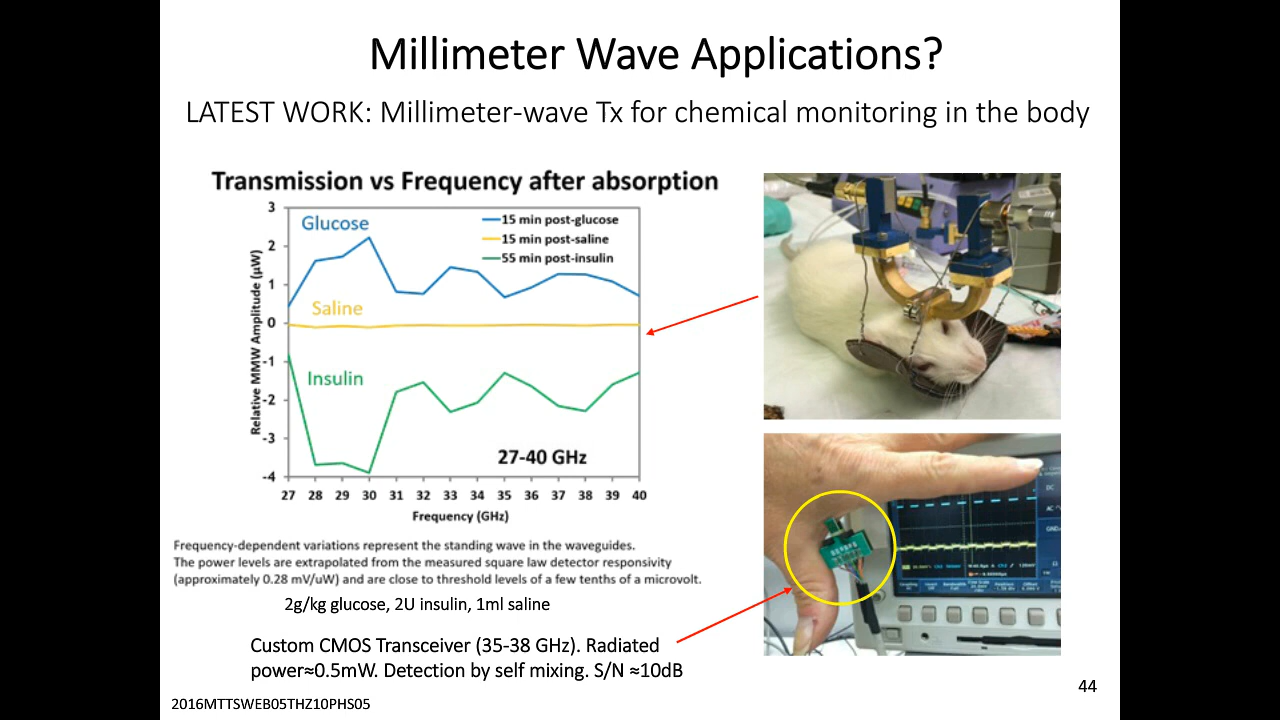 Millimeter Wave Applications?
LATEST WORK: Millimeter-wave Tx for chemical monitoring in the body
Transmission vs Frequency after absorption
Relative MMW Amplitude (µW)
3
2
1
0
-1
-2
-3
-4
Glucose
Saline
Insulin
15 min post-glucose
15 min post-saline
55 min post-insulin
27-40 GHz
27 28 29 30 31 32 33 34 35 36 37 38 39 40
Frequency (GHz)
Frequency-dependent variations represent the standing wave in the waveguides.
The power levels are extrapolated from the measured square law detector responsivity
(approximately 0.28 mV/uW) and are close to threshold levels of a few tenths of a microvolt.
2g/kg glucose, 2U insulin, 1ml saline
Custom CMOS Transceiver (35-38 GHz). Radiated
power≈0.5mW. Detection by self mixing. S/N ≈10dB
2016MTTSWEB05THZ10PHS05
44